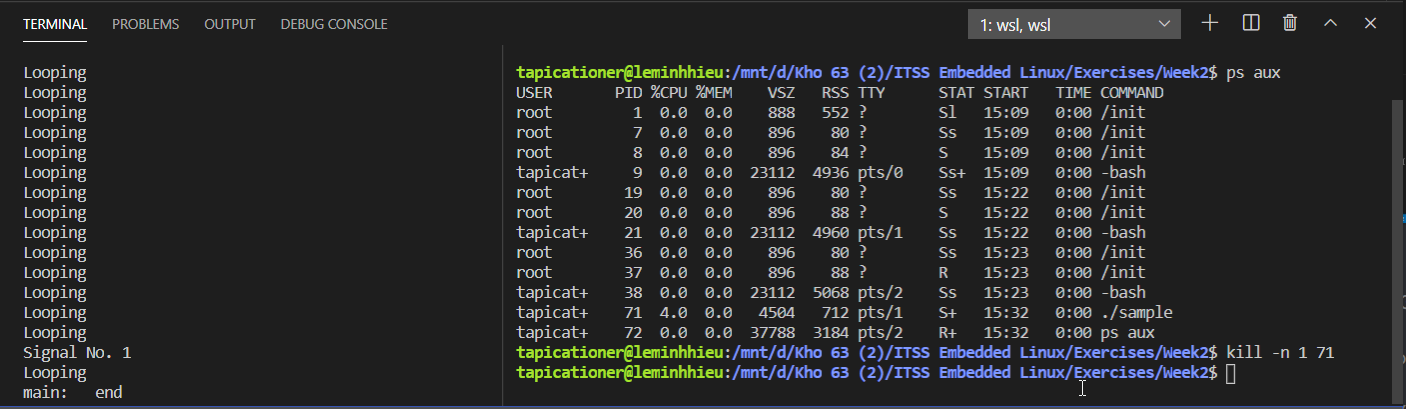 TERMINAL PROBLEMS OUTPUT DEBUG CONSOLE 1: wsl, wsl
Looping
Looping
Looping
Looping
Looping
Looping
Looping
Looping
Looping
Looping
Looping
Looping
Looping
Looping
Signal No. 1
Looping
main:   end
tapicationer@leminhhieu:/mnt/d/Kho 63 (2)/ITSS Embedded Linux/Exercises/Week2$ ps aux
USER       PID %CPU %MEM    VSZ   RSS TTY      STAT START   TIME COMMAND
root         1  0.0  0.0    888   552 ?        Sl   15:09   0:00 /init
root         7  0.0  0.0    896    80 ?        Ss   15:09   0:00 /init
root         8  0.0  0.0    896    84 ?        S    15:09   0:00 /init
tapicat+     9  0.0  0.0  23112  4936 pts/0    Ss+  15:09   0:00 -bash
root        19  0.0  0.0    896    80 ?        Ss   15:22   0:00 /init
root        20  0.0  0.0    896    88 ?        S    15:22   0:00 /init
tapicat+    21  0.0  0.0  23112  4960 pts/1    Ss   15:22   0:00 -bash
root        36  0.0  0.0    896    80 ?        Ss   15:23   0:00 /init
root        37  0.0  0.0    896    88 ?        R    15:23   0:00 /init
tapicat+    38  0.0  0.0  23112  5068 pts/2    Ss   15:23   0:00 -bash
tapicat+    71  4.0  0.0   4504   712 pts/1    S+   15:32   0:00 ./sample
tapicat+    72  0.0  0.0  37788  3184 pts/2    R+   15:32   0:00 ps aux
tapicationer@leminhhieu:/mnt/d/Kho 63 (2)/ITSS Embedded Linux/Exercises/Week2$ kill -n 1 71
tapicationer@leminhhieu:/mnt/d/Kho 63 (2)/ITSS Embedded Linux/Exercises/Week2$